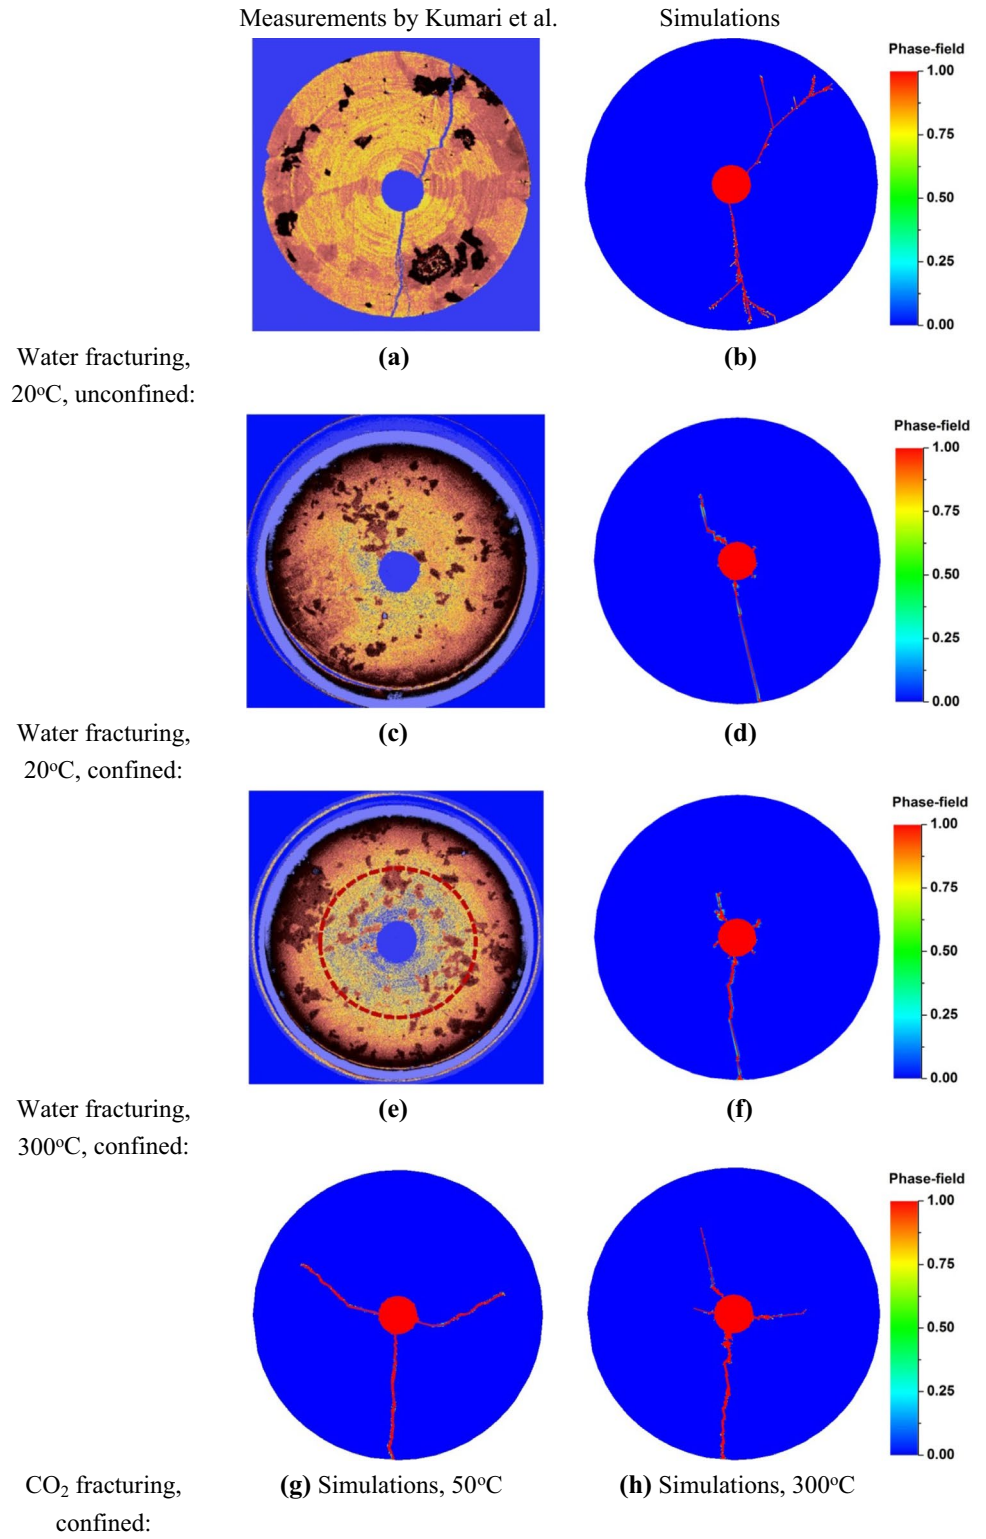 Measurements by Kumari et al. Simulations
Phase-field
1.00
0.75
0.50
0.25
0.00
Water fracturing, (a) (b)
20°C, unconfined:
Phase-field
1.00
0.75
0.50
0.25
0.00
Water fracturing, (c) (d)
20°C, confined:
Phase-field
1.00
0.75
0.50
0.25
0.00
Water fracturing, (e) (f)
300°C, confined:
Phase-field
1.00
0.75
0.50
0.25
0.00
CO₂ fracturing, (g) Simulations, 50°C (h) Simulations, 300°C
confined: